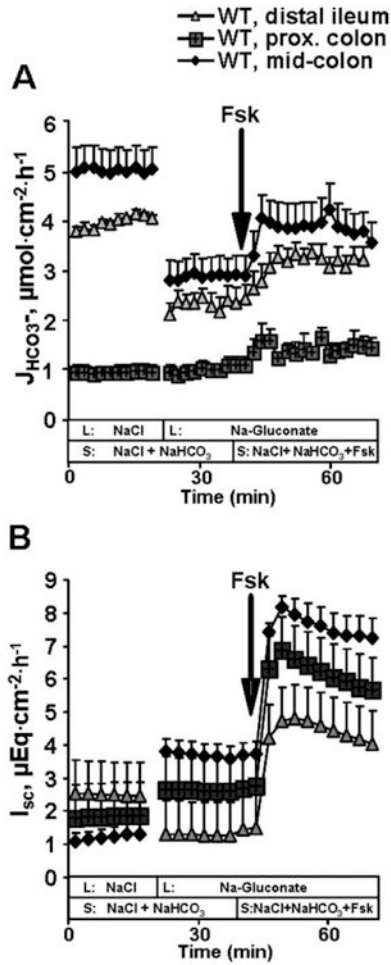 WT, distal ileum
WT, prox. colon
WT, mid-colon
A
Fsk
J_HCO3-, µmol·cm-2·h-1
6
5
4
3
2
1
0
L: NaCl L: Na-Gluconate
S: NaCl + NaHCO3 S:NaCl+NaHCO3+Fsk
0 30 60
Time (min)
B
Fsk
Isc, µEq·cm-2·h-1
9
8
7
6
5
4
3
2
1
0
L: NaCl L: Na-Gluconate
S: NaCl + NaHCO3 S:NaCl+NaHCO3+Fsk
0 30 60
Time (min)